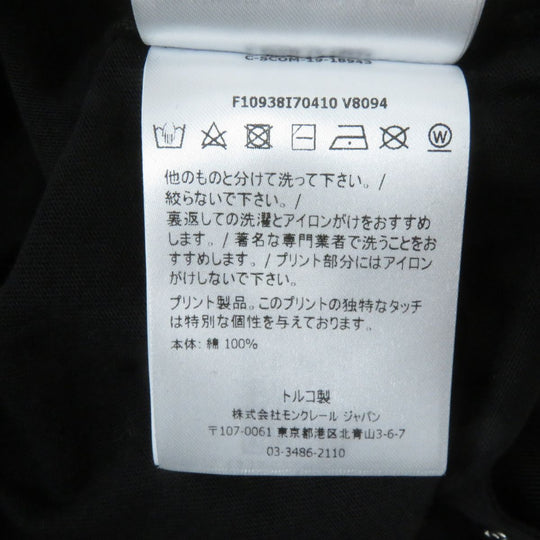 C-SCOM-19-18945
F10938I70410 V8094
W
他のものと分けて洗って下さい。/
絞らないで下さい。/
裏返しての洗濯とアイロンがけをおすすめ
します。/ 著名な専門業者で洗うことをお
すすめします。/ プリント部分にはアイロン
がけしないで下さい。
プリント製品。このプリントの独特なタッチ
は特別な個性を与えております。
本体: 綿 100%
トルコ製
株式会社モンクレール ジャパン
〒107-0061 東京都港区北青山3-6-7
03-3486-2110